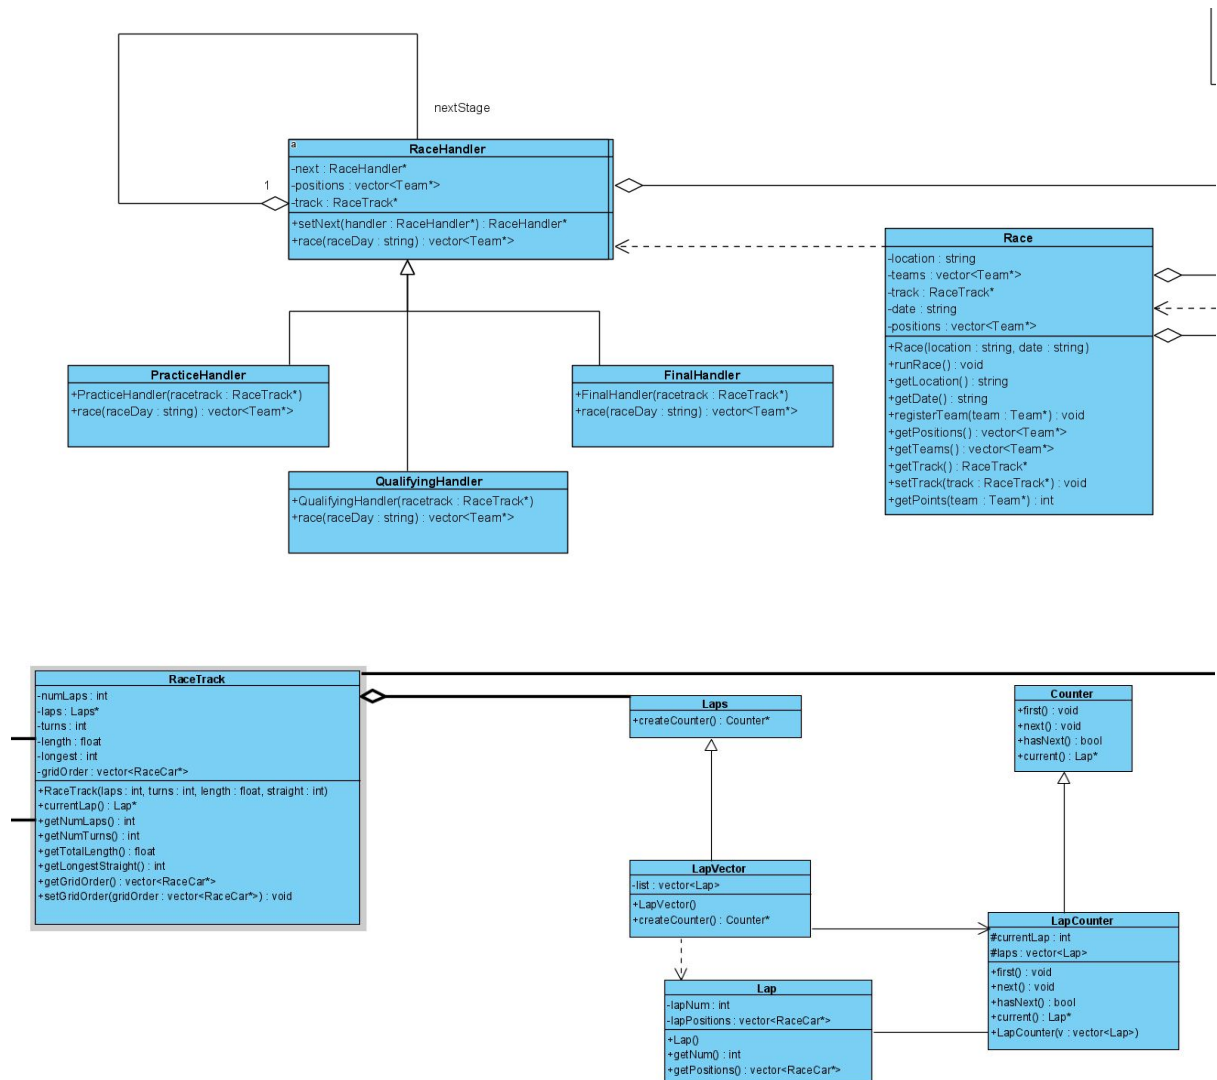 nextStage
a
RaceHandler
-next : RaceHandler*
-positions : vector<Team*>
-track : RaceTrack*
+setNext(handler : RaceHandler*) : RaceHandler*
+race(raceDay : string) : vector<Team*>
1
Race
-location : string
-teams : vector<Team*>
-track : RaceTrack*
-date : string
-positions : vector<Team*>
+Race(location : string, date : string)
+runRace() : void
+getLocation() : string
+getDate() : string
+registerTeam(team : Team*) : void
+getPositions() : vector<Team*>
+getTeams() : vector<Team*>
+getTrack() : RaceTrack*
+setTrack(track : RaceTrack*) : void
+getPoints(team : Team*) : int
PracticeHandler
+PracticeHandler(racetrack : RaceTrack*)
+race(raceDay : string) : vector<Team*>
FinalHandler
+FinalHandler(racetrack : RaceTrack*)
+race(raceDay : string) : vector<Team*>
QualifyingHandler
+QualifyingHandler(racetrack : RaceTrack*)
+race(raceDay : string) : vector<Team*>
RaceTrack
-numLaps : int
-laps : Laps*
-turns : int
-length : float
-longest : int
-gridOrder : vector<RaceCar*>
+RaceTrack(laps : int, turns : int, length : float, straight : int)
+currentLap() : Lap*
+getNumLaps() : int
+getNumTurns() : int
+getTotalLength() : float
+getLongestStraight() : int
+getGridOrder() : vector<RaceCar*>
+setGridOrder(gridOrder : vector<RaceCar*>) : void
Laps
+createCounter() : Counter*
Counter
+first() : void
+next() : void
+hasNext() : bool
+current() : Lap*
LapVector
-list : vector<Lap>
+LapVector()
+createCounter() : Counter*
LapCounter
#currentLap : int
#laps : vector<Lap>
+first() : void
+next() : void
+hasNext() : bool
+current() : Lap*
+LapCounter(v : vector<Lap>)
Lap
-lapNum : int
-lapPositions : vector<RaceCar*>
+Lap()
+getNum() : int
+getPositions() : vector<RaceCar*>